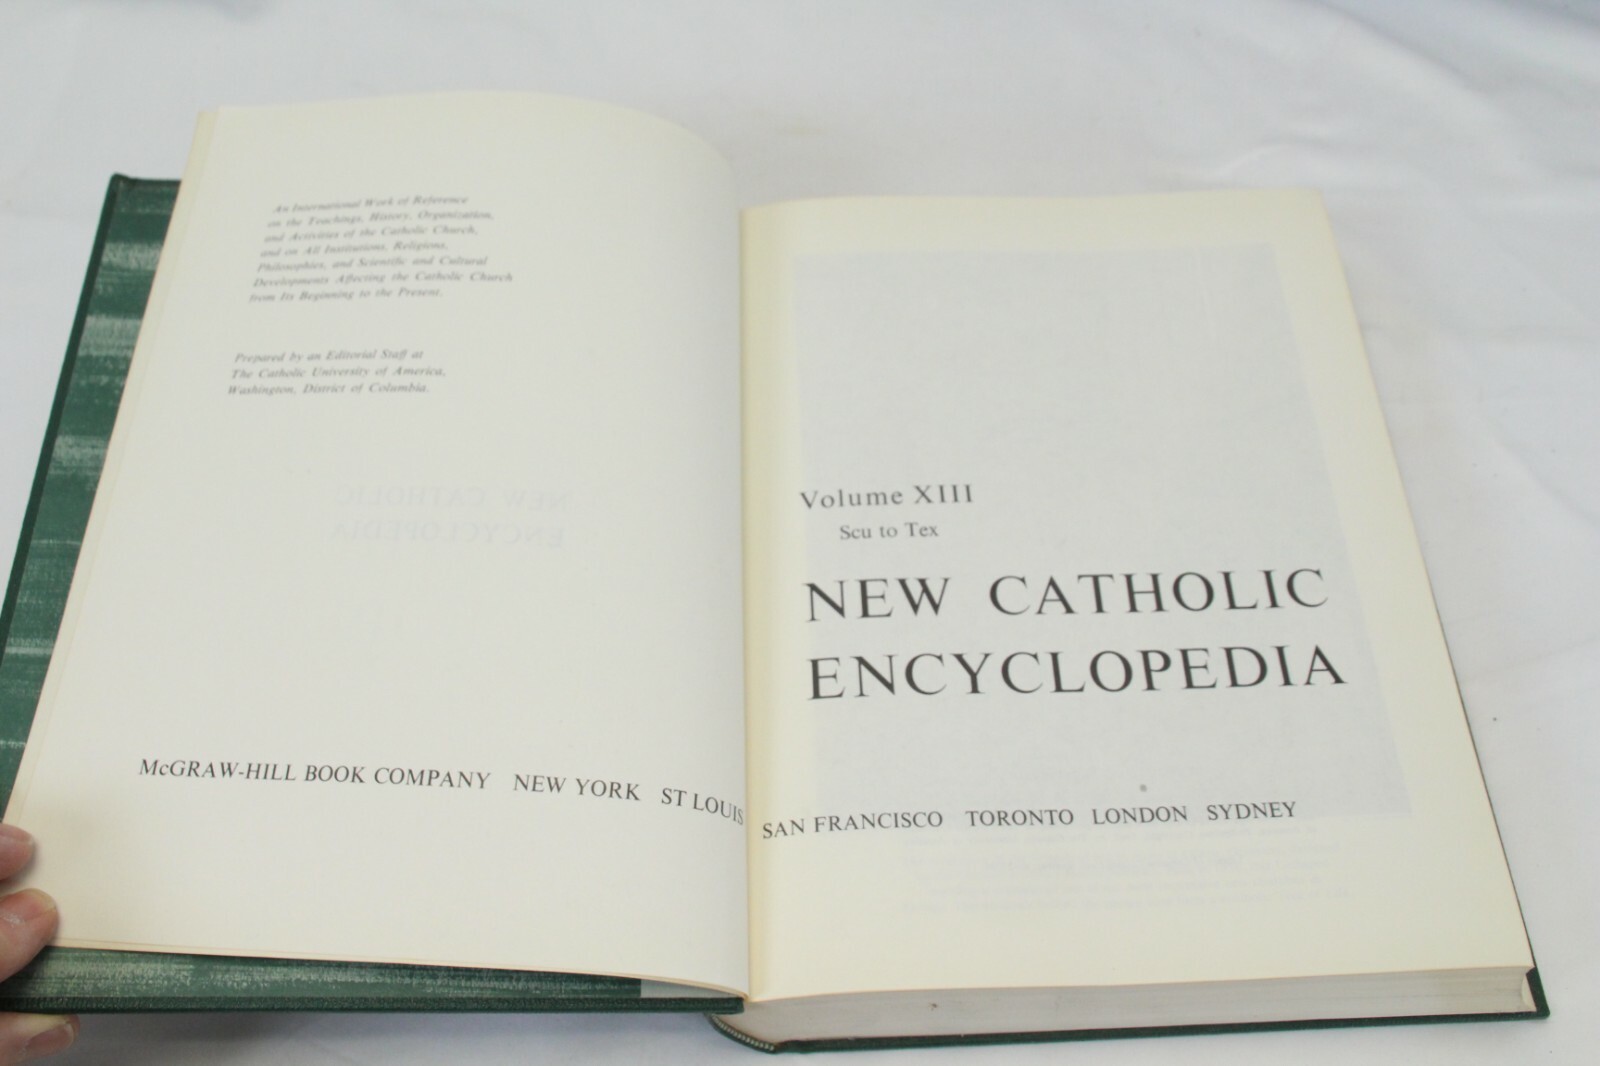 An International Work of Reference
on the Teachings, History, Organization,
and Activities of the Catholic Church,
and on All Institutions, Religions,
Philosophies, and Scientific and Cultural
Developments Affecting the Catholic Church
from Its Beginning to the Present.
Prepared by an Editorial Staff at
The Catholic University of America,
Washington, District of Columbia.
McGRAW-HILL BOOK COMPANY NEW YORK ST LOUIS
Volume XIII
Scu to Tex
NEW CATHOLIC
ENCYCLOPEDIA
SAN FRANCISCO TORONTO LONDON SYDNEY